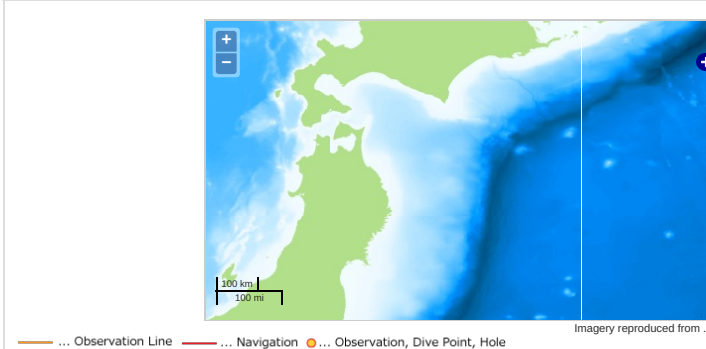 +
−
100 km
100 mi
Imagery reproduced from .
... Observation Line ... Navigation ... Observation, Dive Point, Hole